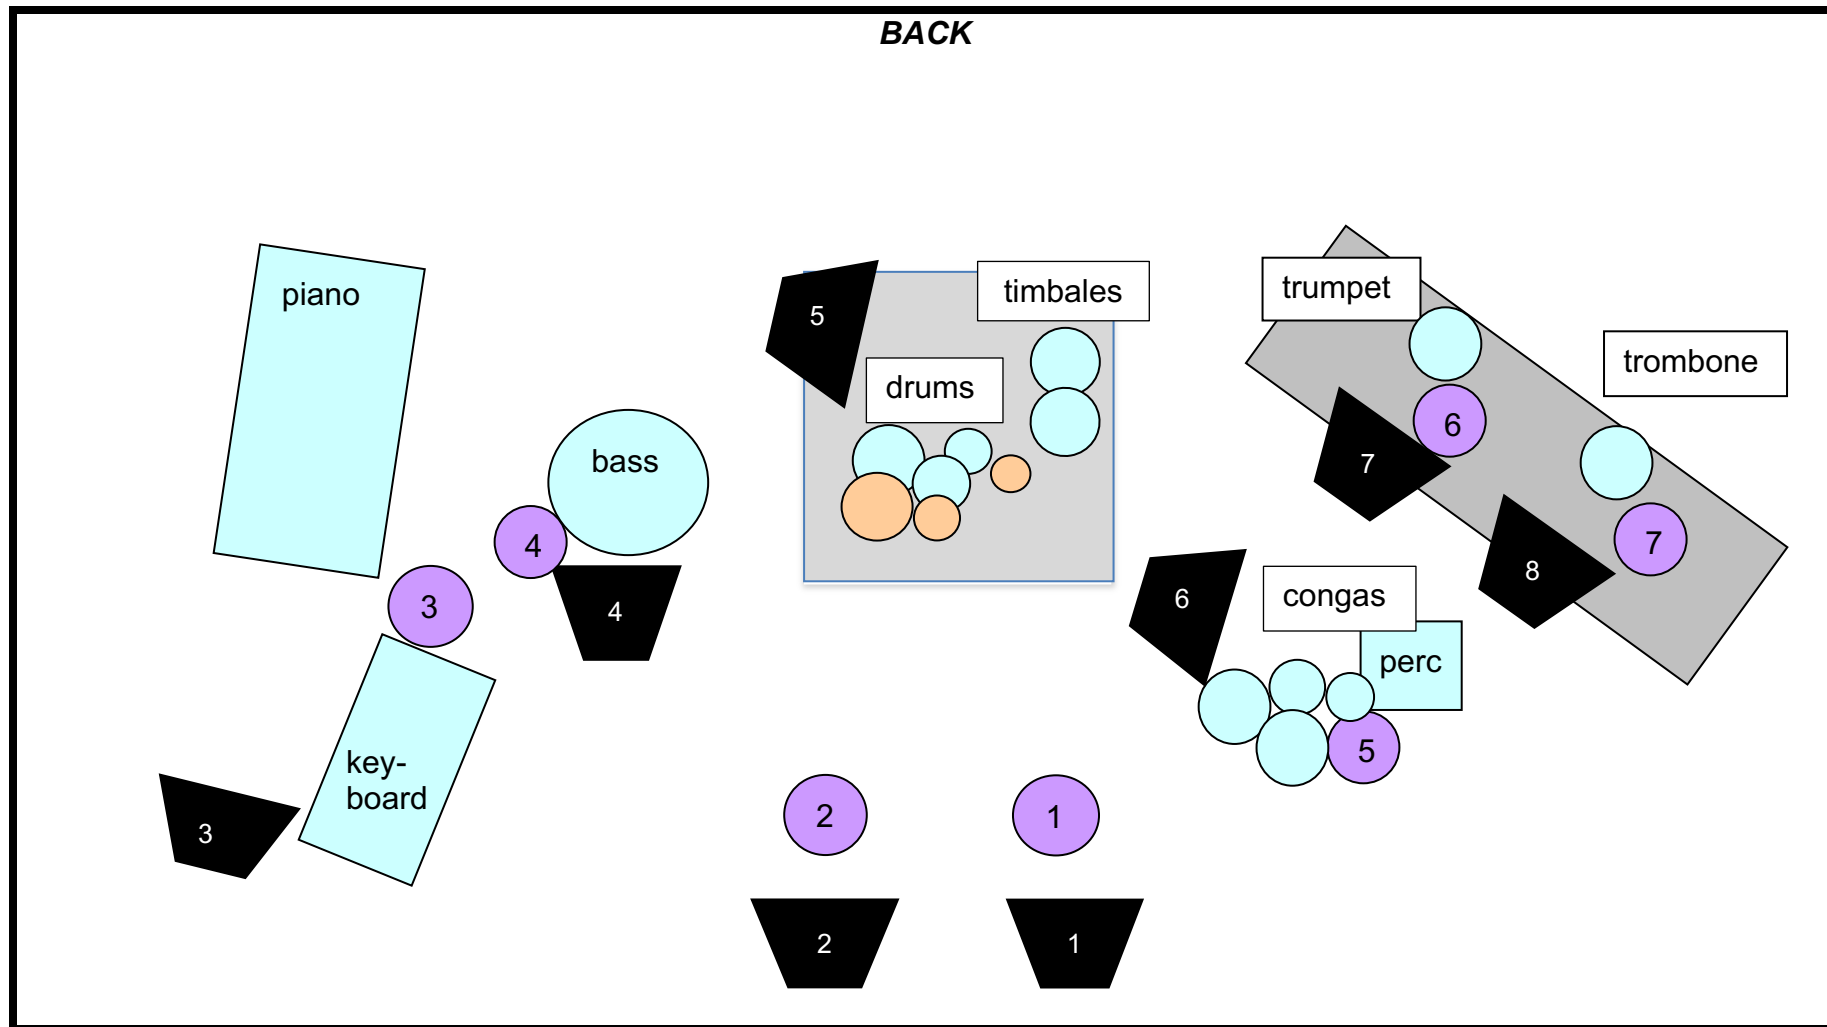 BACK
piano
timbales
trumpet
5
trombone
drums
bass
6
7
4
7
8
3
4
6
congas
perc
5
key-
board
3
2
1
2
1